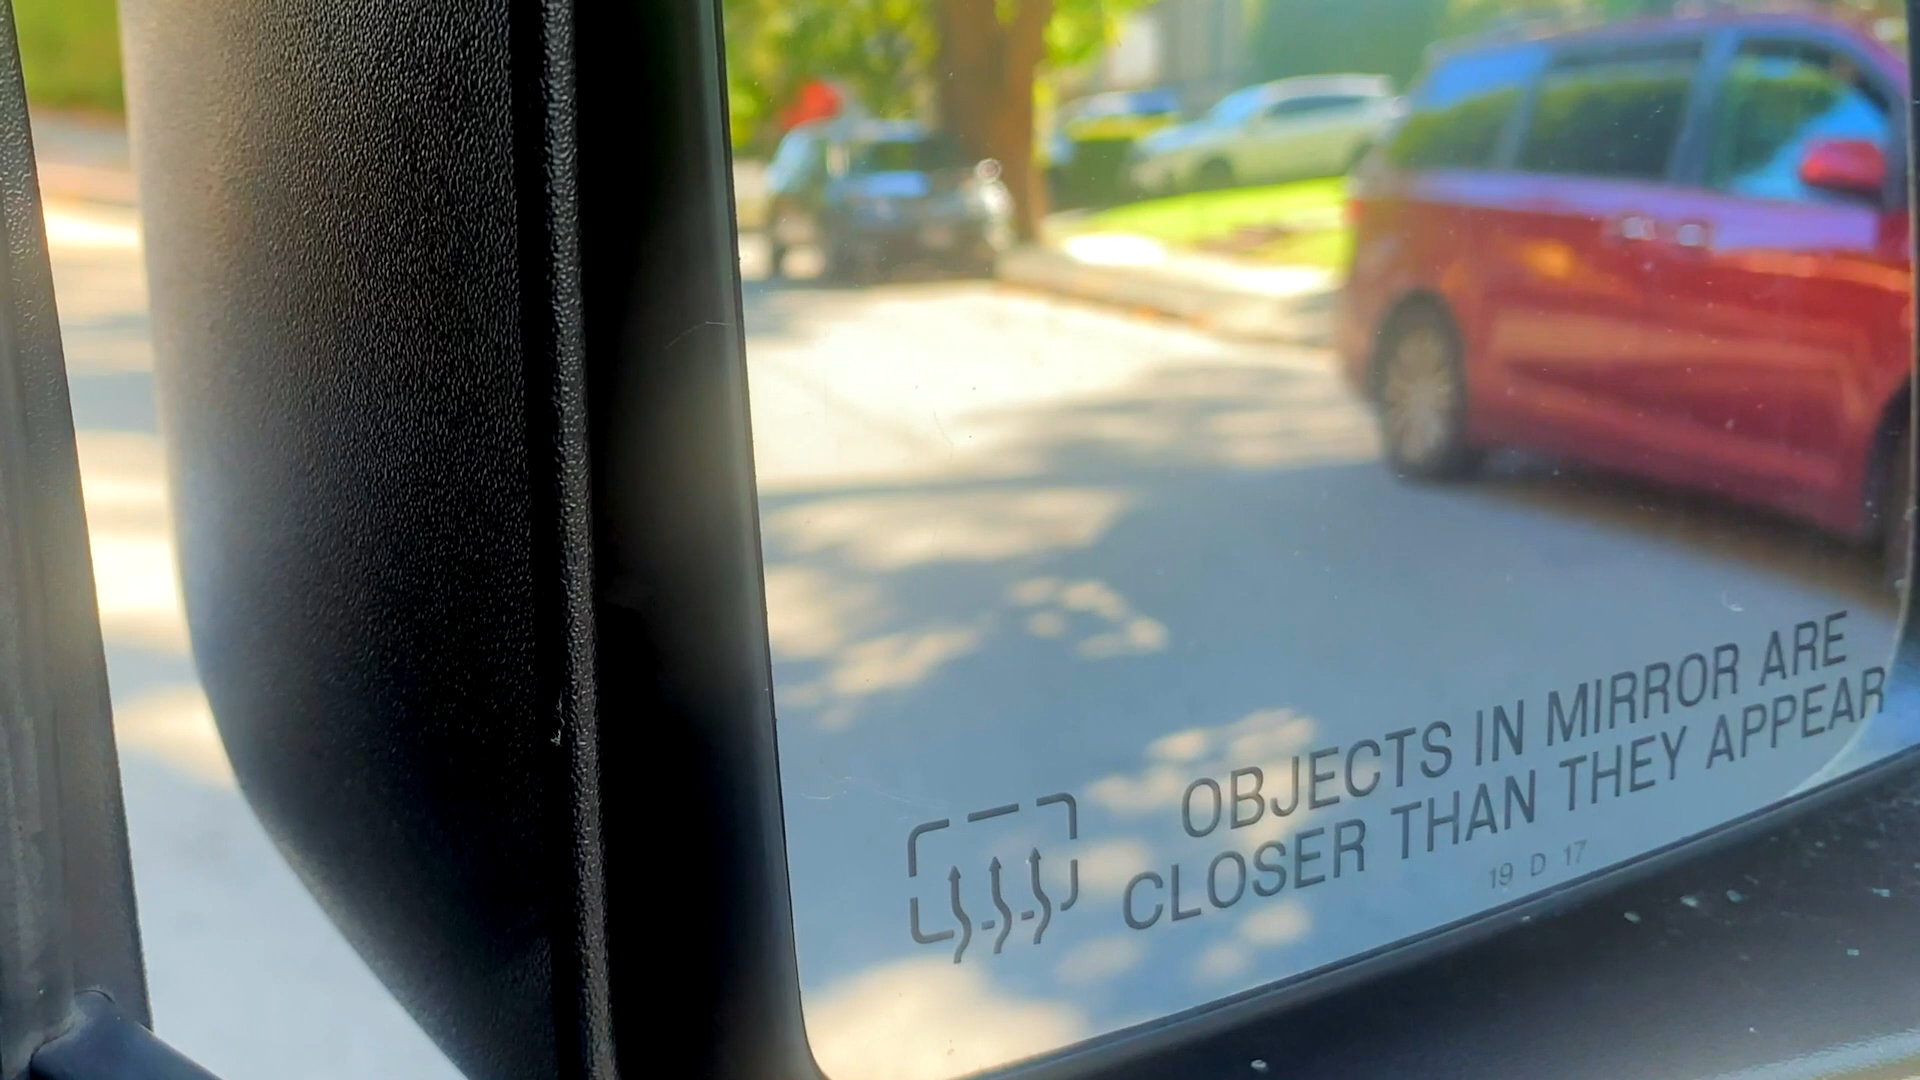 OBJECTS IN MIRROR ARE
CLOSER THAN THEY APPEAR
19 D 17